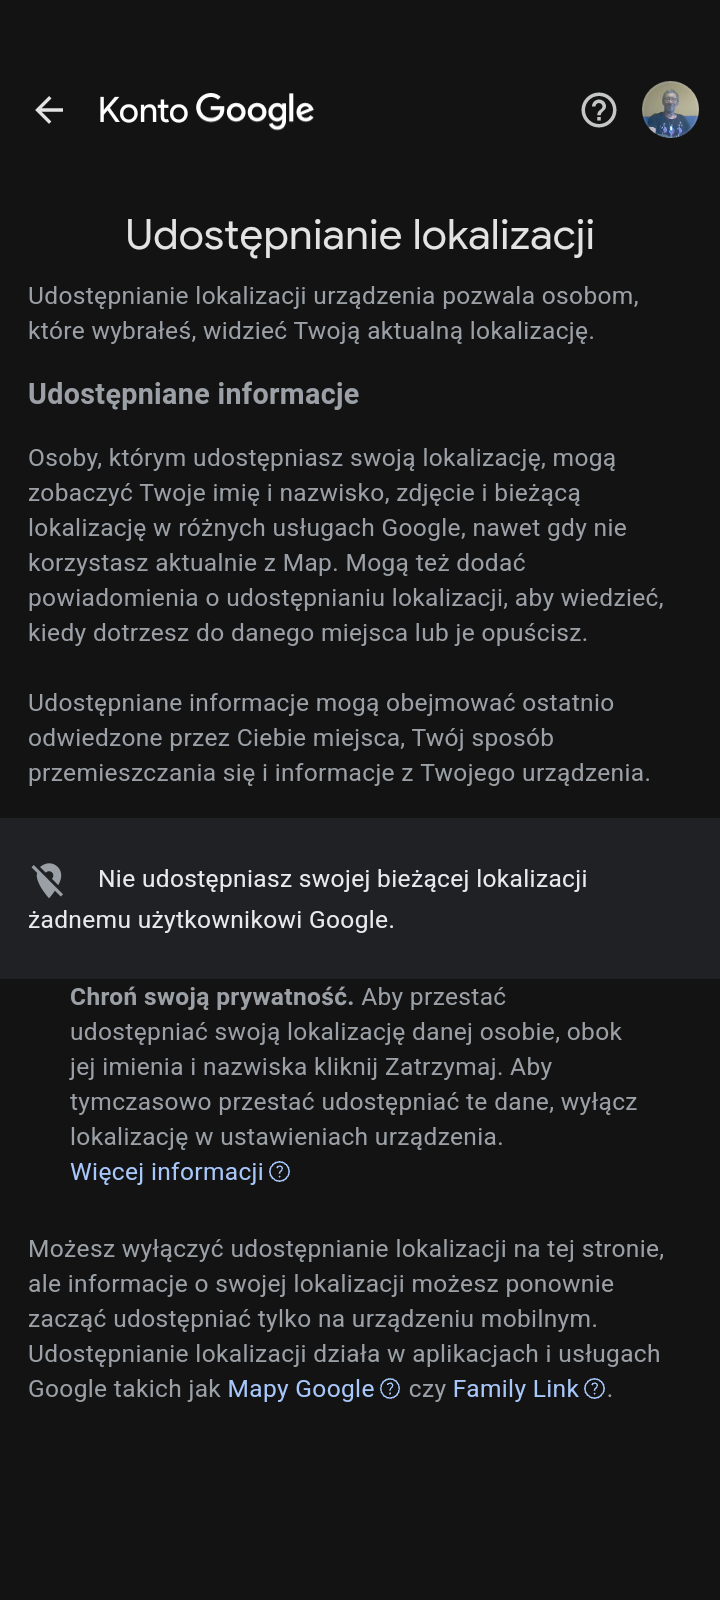 Konto Google
Udostępnianie lokalizacji
Udostępnianie lokalizacji urządzenia pozwala osobom,
które wybrałeś, widzieć Twoją aktualną lokalizację.
Udostępniane informacje
Osoby, którym udostępniasz swoją lokalizację, mogą
zobaczyć Twoje imię i nazwisko, zdjęcie i bieżącą
lokalizację w różnych usługach Google, nawet gdy nie
korzystasz aktualnie z Map. Mogą też dodać
powiadomienia o udostępnianiu lokalizacji, aby wiedzieć,
kiedy dotrzesz do danego miejsca lub je opuścisz.
Udostępniane informacje mogą obejmować ostatnio
odwiedzone przez Ciebie miejsca, Twój sposób
przemieszczania się i informacje z Twojego urządzenia.
Nie udostępniasz swojej bieżącej lokalizacji
żadnemu użytkownikowi Google.
Chroń swoją prywatność. Aby przestać
udostępniać swoją lokalizację danej osobie, obok
jej imienia i nazwiska kliknij Zatrzymaj. Aby
tymczasowo przestać udostępniać te dane, wyłącz
lokalizację w ustawieniach urządzenia.
Więcej informacji
Możesz wyłączyć udostępnianie lokalizacji na tej stronie,
ale informacje o swojej lokalizacji możesz ponownie
zacząć udostępniać tylko na urządzeniu mobilnym.
Udostępnianie lokalizacji działa w aplikacjach i usługach
Google takich jak Mapy Google czy Family Link.